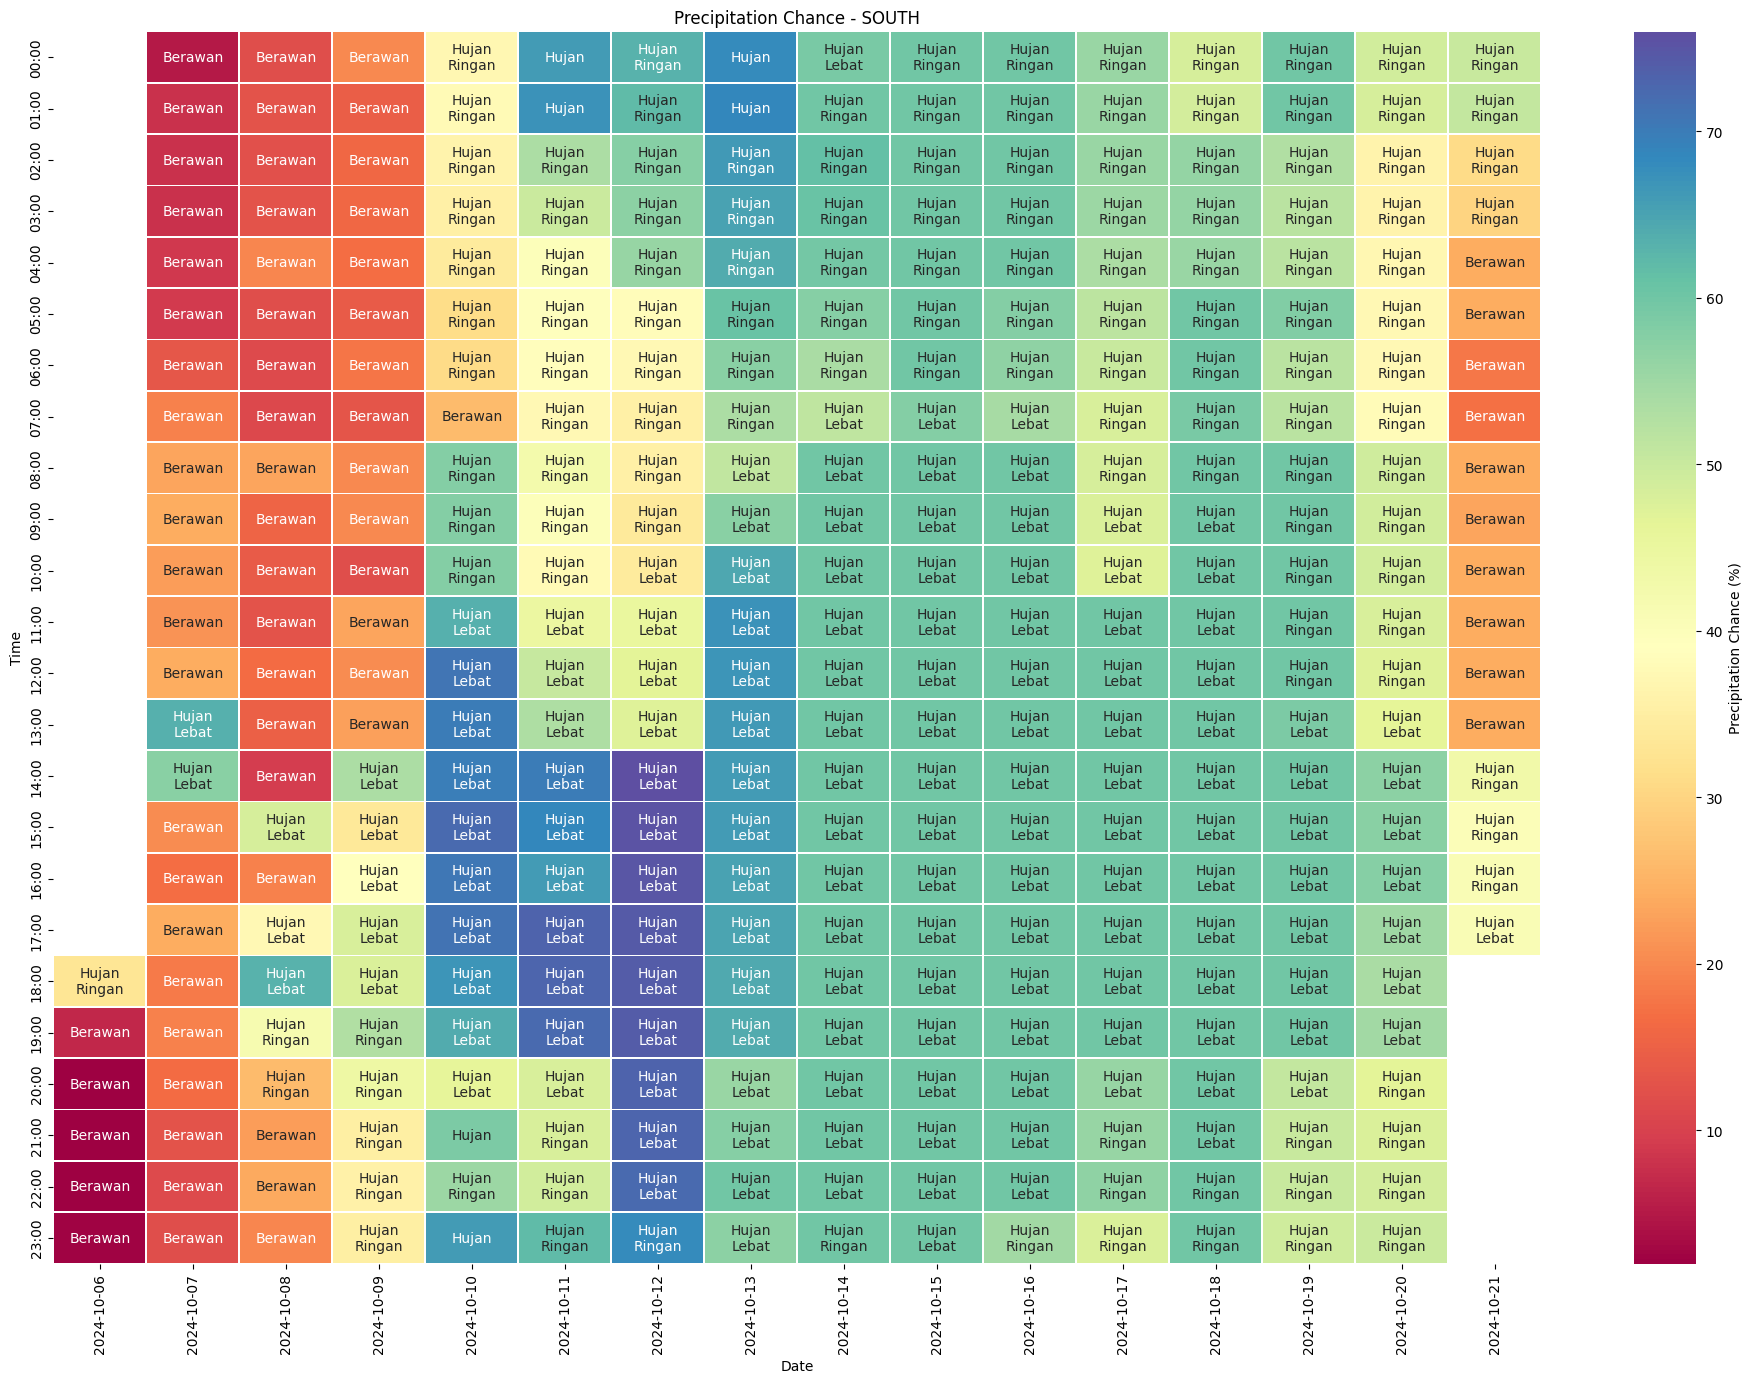 Precipitation Chance - SOUTH
00:00 Berawan Berawan Berawan Hujan Ringan Hujan Hujan Ringan Hujan Hujan Lebat Hujan Ringan Hujan Ringan Hujan Ringan Hujan Ringan Hujan Ringan Hujan Ringan Hujan Ringan
01:00 Berawan Berawan Berawan Hujan Ringan Hujan Hujan Ringan Hujan Hujan Ringan Hujan Ringan Hujan Ringan Hujan Ringan Hujan Ringan Hujan Ringan Hujan Ringan Hujan Ringan
02:00 Berawan Berawan Berawan Hujan Ringan Hujan Ringan Hujan Ringan Hujan Ringan Hujan Ringan Hujan Ringan Hujan Ringan Hujan Ringan Hujan Ringan Hujan Ringan Hujan Ringan Hujan Ringan
03:00 Berawan Berawan Berawan Hujan Ringan Hujan Ringan Hujan Ringan Hujan Ringan Hujan Ringan Hujan Ringan Hujan Ringan Hujan Ringan Hujan Ringan Hujan Ringan Hujan Ringan Hujan Ringan
04:00 Berawan Berawan Berawan Hujan Ringan Hujan Ringan Hujan Ringan Hujan Ringan Hujan Ringan Hujan Ringan Hujan Ringan Hujan Ringan Hujan Ringan Hujan Ringan Hujan Ringan Berawan
05:00 Berawan Berawan Berawan Hujan Ringan Hujan Ringan Hujan Ringan Hujan Ringan Hujan Ringan Hujan Ringan Hujan Ringan Hujan Ringan Hujan Ringan Hujan Ringan Hujan Ringan Berawan
06:00 Berawan Berawan Berawan Hujan Ringan Hujan Ringan Hujan Ringan Hujan Ringan Hujan Ringan Hujan Ringan Hujan Ringan Hujan Ringan Hujan Ringan Hujan Ringan Hujan Ringan Berawan
07:00 Berawan Berawan Berawan Berawan Hujan Ringan Hujan Ringan Hujan Ringan Hujan Lebat Hujan Lebat Hujan Lebat Hujan Ringan Hujan Ringan Hujan Ringan Hujan Ringan Berawan
08:00 Berawan Berawan Berawan Hujan Ringan Hujan Ringan Hujan Ringan Hujan Lebat Hujan Lebat Hujan Lebat Hujan Lebat Hujan Ringan Hujan Ringan Hujan Ringan Hujan Ringan Berawan
09:00 Berawan Berawan Berawan Hujan Ringan Hujan Ringan Hujan Ringan Hujan Lebat Hujan Lebat Hujan Lebat Hujan Lebat Hujan Lebat Hujan Lebat Hujan Ringan Hujan Ringan Berawan
10:00 Berawan Berawan Berawan Hujan Ringan Hujan Ringan Hujan Lebat Hujan Lebat Hujan Lebat Hujan Lebat Hujan Lebat Hujan Lebat Hujan Lebat Hujan Ringan Hujan Ringan Berawan
11:00 Berawan Berawan Berawan Hujan Lebat Hujan Lebat Hujan Lebat Hujan Lebat Hujan Lebat Hujan Lebat Hujan Lebat Hujan Lebat Hujan Lebat Hujan Ringan Hujan Ringan Berawan
12:00 Berawan Berawan Berawan Hujan Lebat Hujan Lebat Hujan Lebat Hujan Lebat Hujan Lebat Hujan Lebat Hujan Lebat Hujan Lebat Hujan Lebat Hujan Ringan Hujan Ringan Berawan
13:00 Hujan Lebat Berawan Berawan Hujan Lebat Hujan Lebat Hujan Lebat Hujan Lebat Hujan Lebat Hujan Lebat Hujan Lebat Hujan Lebat Hujan Lebat Hujan Lebat Hujan Lebat Berawan
14:00 Hujan Lebat Berawan Hujan Lebat Hujan Lebat Hujan Lebat Hujan Lebat Hujan Lebat Hujan Lebat Hujan Lebat Hujan Lebat Hujan Lebat Hujan Lebat Hujan Lebat Hujan Lebat Hujan Ringan
15:00 Berawan Hujan Lebat Hujan Lebat Hujan Lebat Hujan Lebat Hujan Lebat Hujan Lebat Hujan Lebat Hujan Lebat Hujan Lebat Hujan Lebat Hujan Lebat Hujan Lebat Hujan Lebat Hujan Ringan
16:00 Berawan Berawan Hujan Lebat Hujan Lebat Hujan Lebat Hujan Lebat Hujan Lebat Hujan Lebat Hujan Lebat Hujan Lebat Hujan Lebat Hujan Lebat Hujan Lebat Hujan Lebat Hujan Ringan
17:00 Berawan Hujan Lebat Hujan Lebat Hujan Lebat Hujan Lebat Hujan Lebat Hujan Lebat Hujan Lebat Hujan Lebat Hujan Lebat Hujan Lebat Hujan Lebat Hujan Lebat Hujan Lebat Hujan Lebat
18:00 Hujan Ringan Berawan Hujan Lebat Hujan Lebat Hujan Lebat Hujan Lebat Hujan Lebat Hujan Lebat Hujan Lebat Hujan Lebat Hujan Lebat Hujan Lebat Hujan Lebat Hujan Lebat Hujan Lebat
19:00 Berawan Berawan Hujan Ringan Hujan Ringan Hujan Lebat Hujan Lebat Hujan Lebat Hujan Lebat Hujan Lebat Hujan Lebat Hujan Lebat Hujan Lebat Hujan Lebat Hujan Lebat Hujan Lebat
20:00 Berawan Berawan Hujan Ringan Hujan Ringan Hujan Lebat Hujan Lebat Hujan Lebat Hujan Lebat Hujan Lebat Hujan Lebat Hujan Lebat Hujan Ringan Hujan Lebat Hujan Lebat Hujan Ringan
21:00 Berawan Berawan Berawan Hujan Ringan Hujan Hujan Ringan Hujan Lebat Hujan Lebat Hujan Lebat Hujan Lebat Hujan Lebat Hujan Ringan Hujan Lebat Hujan Ringan Hujan Ringan
22:00 Berawan Berawan Berawan Hujan Ringan Hujan Ringan Hujan Ringan Hujan Lebat Hujan Lebat Hujan Lebat Hujan Lebat Hujan Lebat Hujan Ringan Hujan Ringan Hujan Ringan Hujan Ringan
23:00 Berawan Berawan Berawan Hujan Ringan Hujan Hujan Ringan Hujan Ringan Hujan Lebat Hujan Ringan Hujan Lebat Hujan Ringan Hujan Ringan Hujan Ringan Hujan Ringan Hujan Ringan
Time
2024-10-06 2024-10-07 2024-10-08 2024-10-09 2024-10-10 2024-10-11 2024-10-12 2024-10-13 2024-10-14 2024-10-15 2024-10-16 2024-10-17 2024-10-18 2024-10-19 2024-10-20 2024-10-21
Date
70
60
50
40
30
20
10
Precipitation Chance (%)